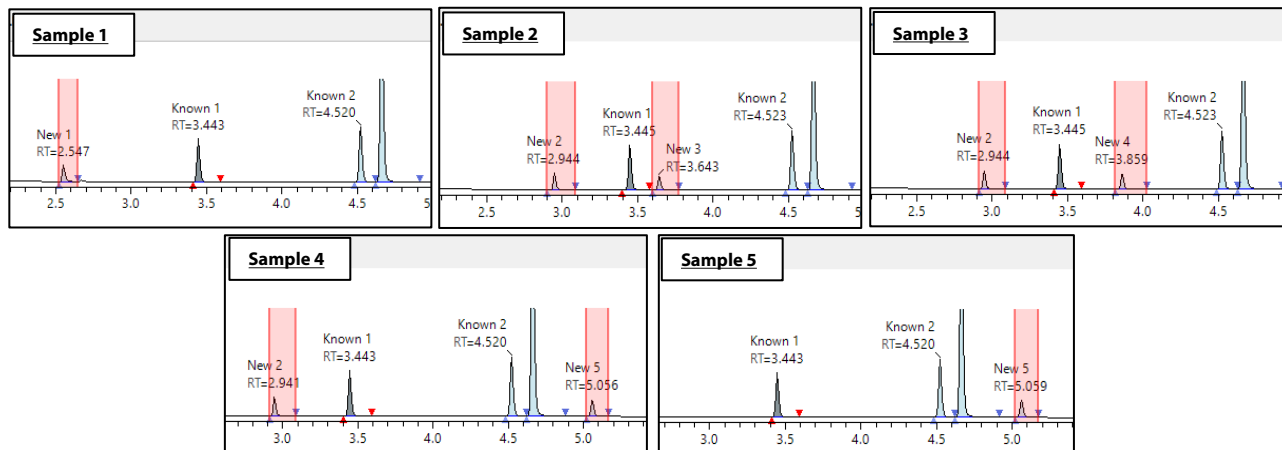 Sample 1
New 1
RT=2.547
Known 1
RT=3.443
Known 2
RT=4.520
2.5 3.0 3.5 4.0 4.5 5
Sample 2
New 2
RT=2.944
Known 1
RT=3.445
New 3
RT=3.643
Known 2
RT=4.523
2.5 3.0 3.5 4.0 4.5 5
Sample 3
New 2
RT=2.944
Known 1
RT=3.445
New 4
RT=3.859
Known 2
RT=4.523
2.5 3.0 3.5 4.0 4.5
Sample 4
New 2
RT=2.941
Known 1
RT=3.443
Known 2
RT=4.520
New 5
RT=5.056
3.0 3.5 4.0 4.5 5.0
Sample 5
Known 1
RT=3.443
Known 2
RT=4.520
New 5
RT=5.059
3.0 3.5 4.0 4.5 5.0